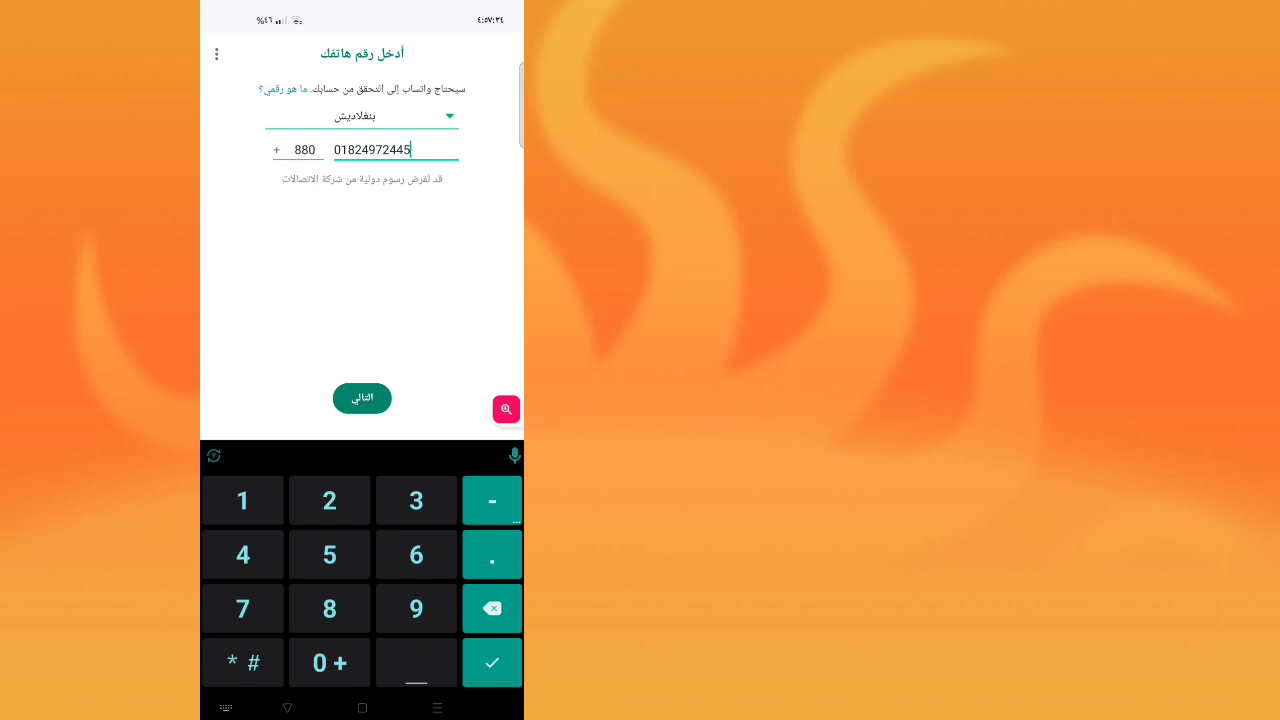 ٤:٥٧:٢٤ %٤٦
أدخل رقم هاتفك
سيحتاج واتساب إلى التحقق من حسابك. ما هو رقمي؟
بنغلاديش
+ 880 01824972445
قد تُفرض رسوم دولية من شركة الاتصالات
التالي
1 2 3 -
4 5 6 .
7 8 9
* # 0 +